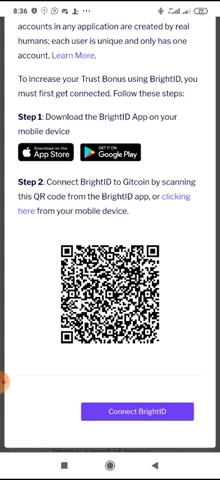 8:36
77
accounts in any application are created by real
humans; each user is unique and only has one
account. Learn More.
To increase your Trust Bonus using BrightID, you
must first get connected. Follow these steps:
Step 1: Download the BrightID App on your
mobile device
Download on the
App Store
GET IT ON
Google Play
Step 2: Connect BrightID to Gitcoin by scanning
this QR code from the BrightID app, or clicking
here from your mobile device.
Connect BrightID